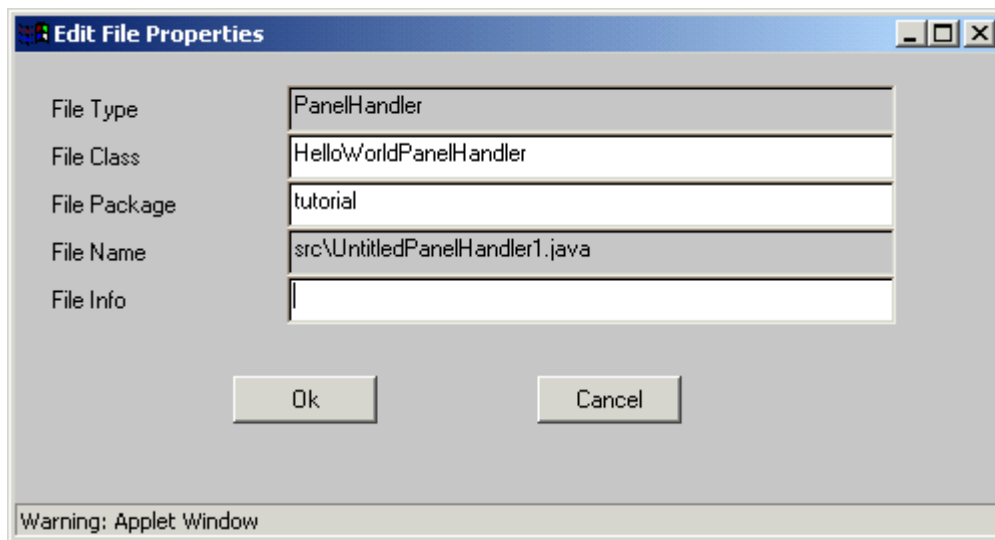 Edit File Properties
File Type PanelHandler
File Class HelloWorldPanelHandler
File Package tutorial
File Name src\UntitledPanelHandler1.java
File Info
Ok Cancel
Warning: Applet Window